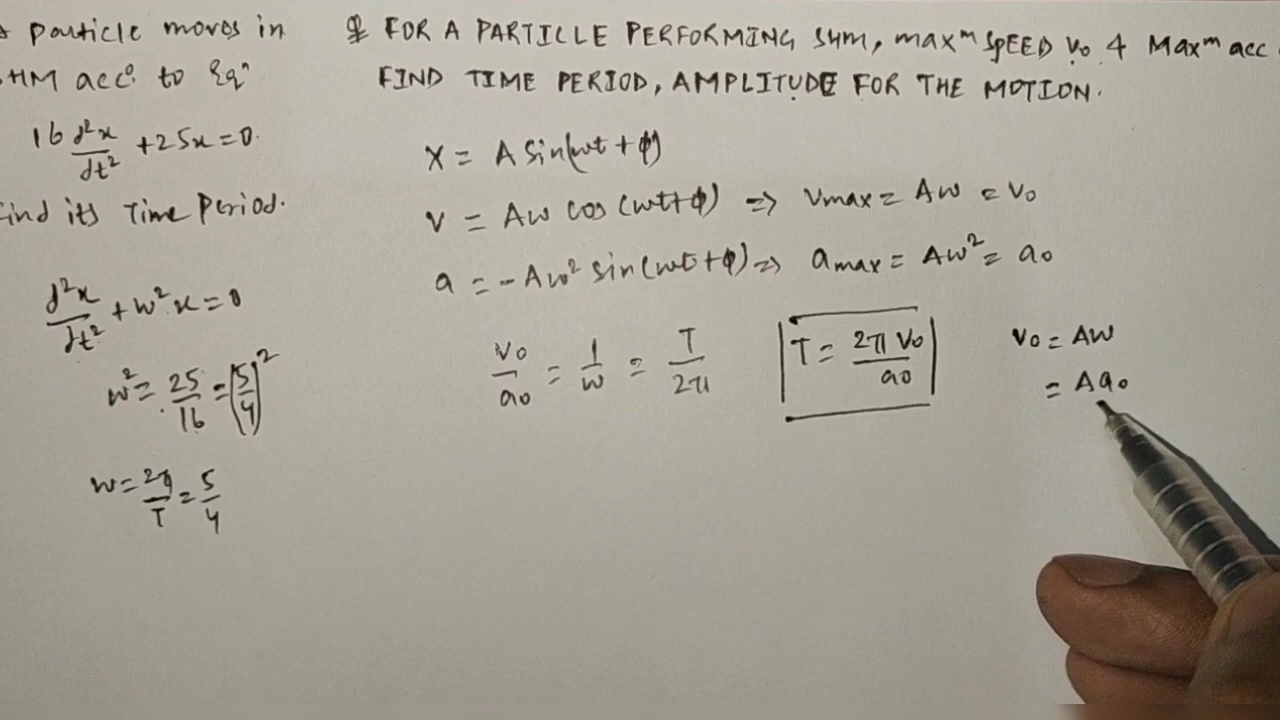 particle moves in
SHM acc° to Eqⁿ
16 d²x/dt² + 25x = 0.
Find its Time Period.
d²x/dt² + w²x = 0
w² = 25/16 = (5/4)²
w = 2π/T = 5/4
Q FOR A PARTICLE PERFORMING SHM, maxᵐ SPEED v₀ & Maxᵐ acc
FIND TIME PERIOD, AMPLITUDE FOR THE MOTION.
X = A Sin(wt + ϕ)
v = Aw cos (wt+ϕ) => Vmax = Aw = v₀
a = -Aw² sin(wt+ϕ) => amax = Aw² = a₀
v₀/a₀ = 1/w = T/2π
T = 2π v₀/a₀
v₀ = Aw
= A a₀